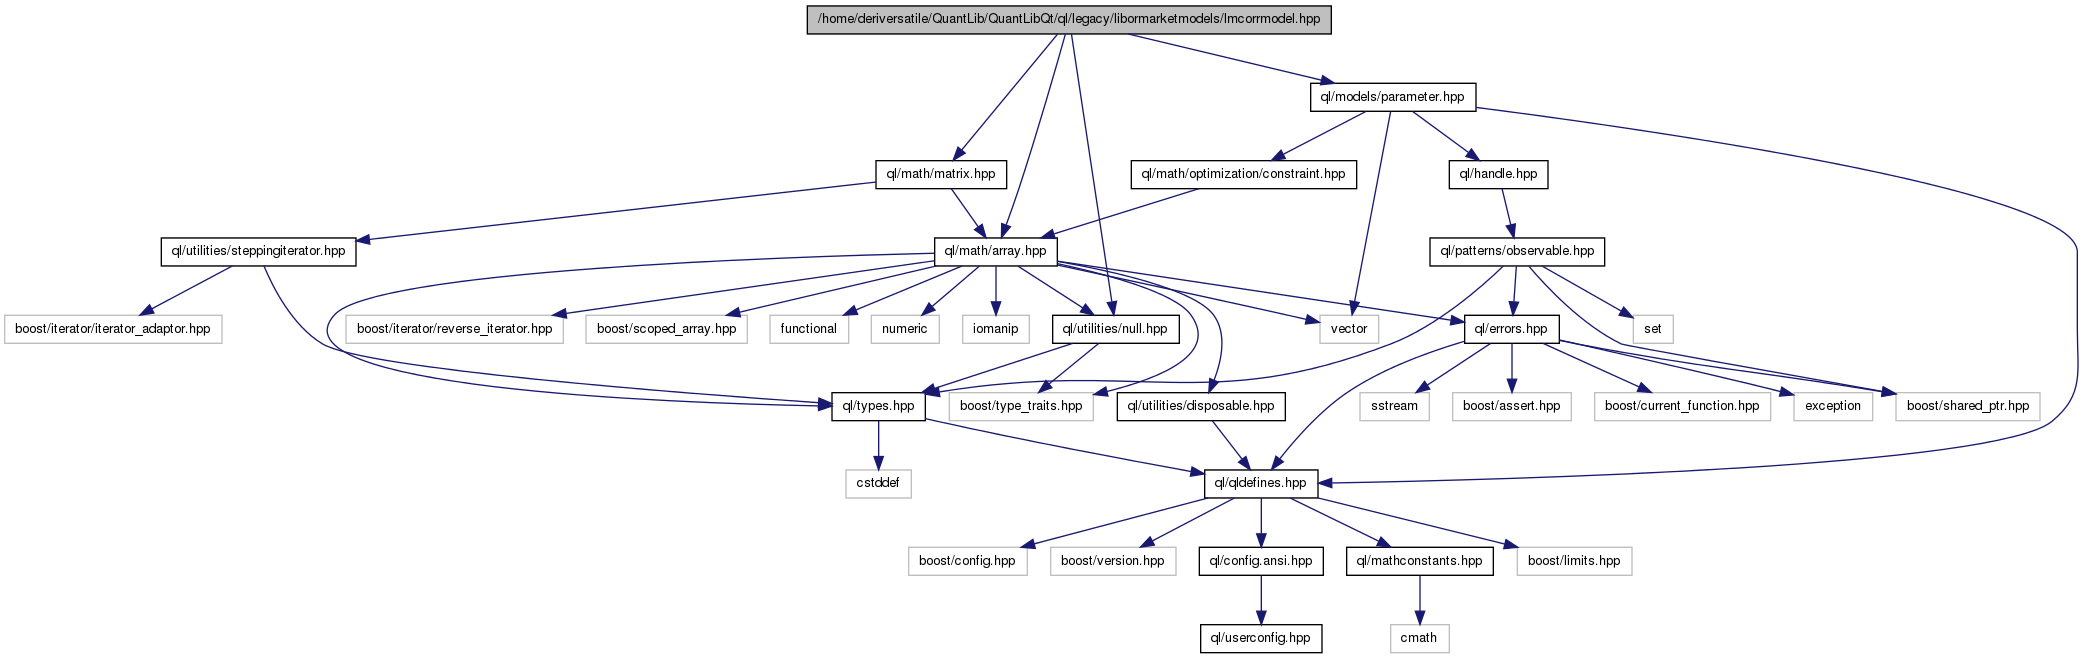 /home/deriversatile/QuantLib/QuantLibQt/ql/legacy/libormarketmodels/lmcorrmodel.hpp
ql/models/parameter.hpp
ql/math/matrix.hpp
ql/math/optimization/constraint.hpp
ql/handle.hpp
ql/utilities/steppingiterator.hpp
ql/math/array.hpp
ql/patterns/observable.hpp
boost/iterator/iterator_adaptor.hpp
boost/iterator/reverse_iterator.hpp
boost/scoped_array.hpp
functional
numeric
iomanip
ql/utilities/null.hpp
vector
ql/errors.hpp
set
ql/types.hpp
boost/type_traits.hpp
ql/utilities/disposable.hpp
sstream
boost/assert.hpp
boost/current_function.hpp
exception
boost/shared_ptr.hpp
cstddef
ql/qldefines.hpp
boost/config.hpp
boost/version.hpp
ql/config.ansi.hpp
ql/mathconstants.hpp
boost/limits.hpp
ql/userconfig.hpp
cmath